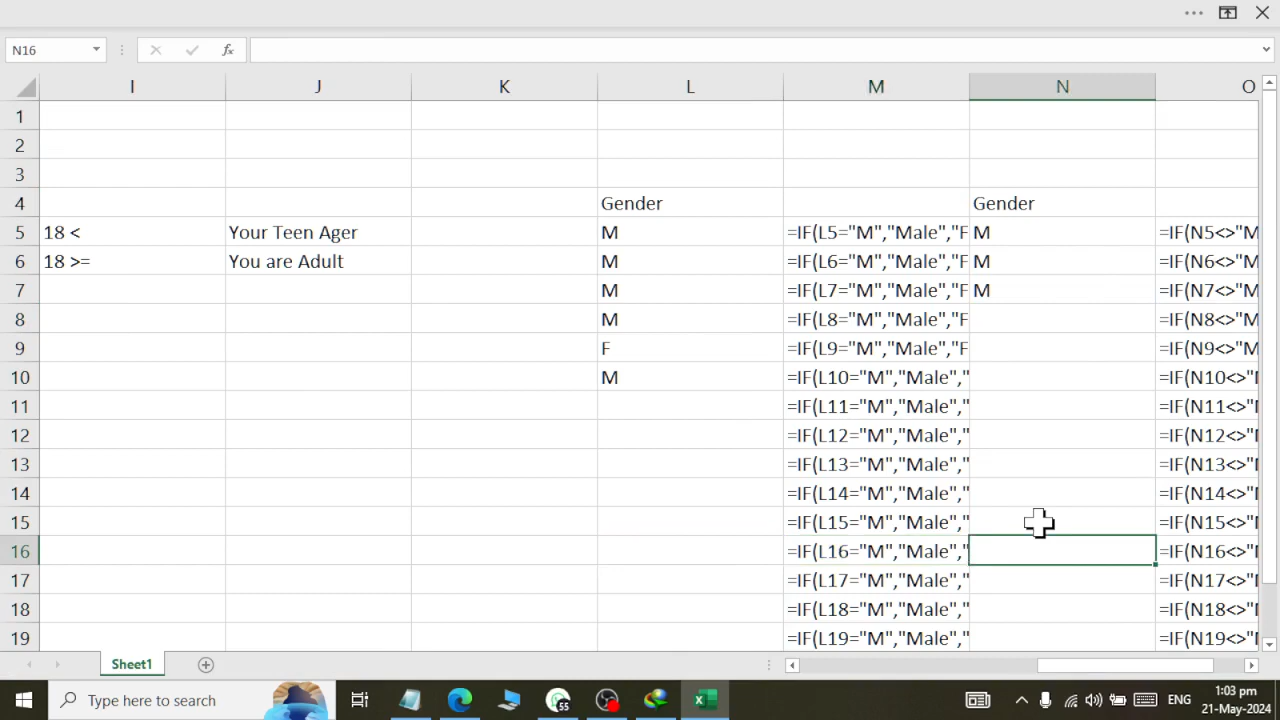 N16
fx
I J K L M N O
1
2
3
4 Gender Gender
5 18 < Your Teen Ager M =IF(L5="M","Male","F M =IF(N5<>"M
6 18 >= You are Adult M =IF(L6="M","Male","F M =IF(N6<>"M
7 M =IF(L7="M","Male","F M =IF(N7<>"M
8 M =IF(L8="M","Male","F =IF(N8<>"M
9 F =IF(L9="M","Male","F =IF(N9<>"M
10 M =IF(L10="M","Male"," =IF(N10<>"
11 =IF(L11="M","Male"," =IF(N11<>"
12 =IF(L12="M","Male"," =IF(N12<>"
13 =IF(L13="M","Male"," =IF(N13<>"
14 =IF(L14="M","Male"," =IF(N14<>"
15 =IF(L15="M","Male"," =IF(N15<>"
16 =IF(L16="M","Male"," =IF(N16<>"
17 =IF(L17="M","Male"," =IF(N17<>"
18 =IF(L18="M","Male"," =IF(N18<>"
19 =IF(L19="M","Male"," =IF(N19<>"
Sheet1
Type here to search 55 ENG 1:03 pm
21-May-2024